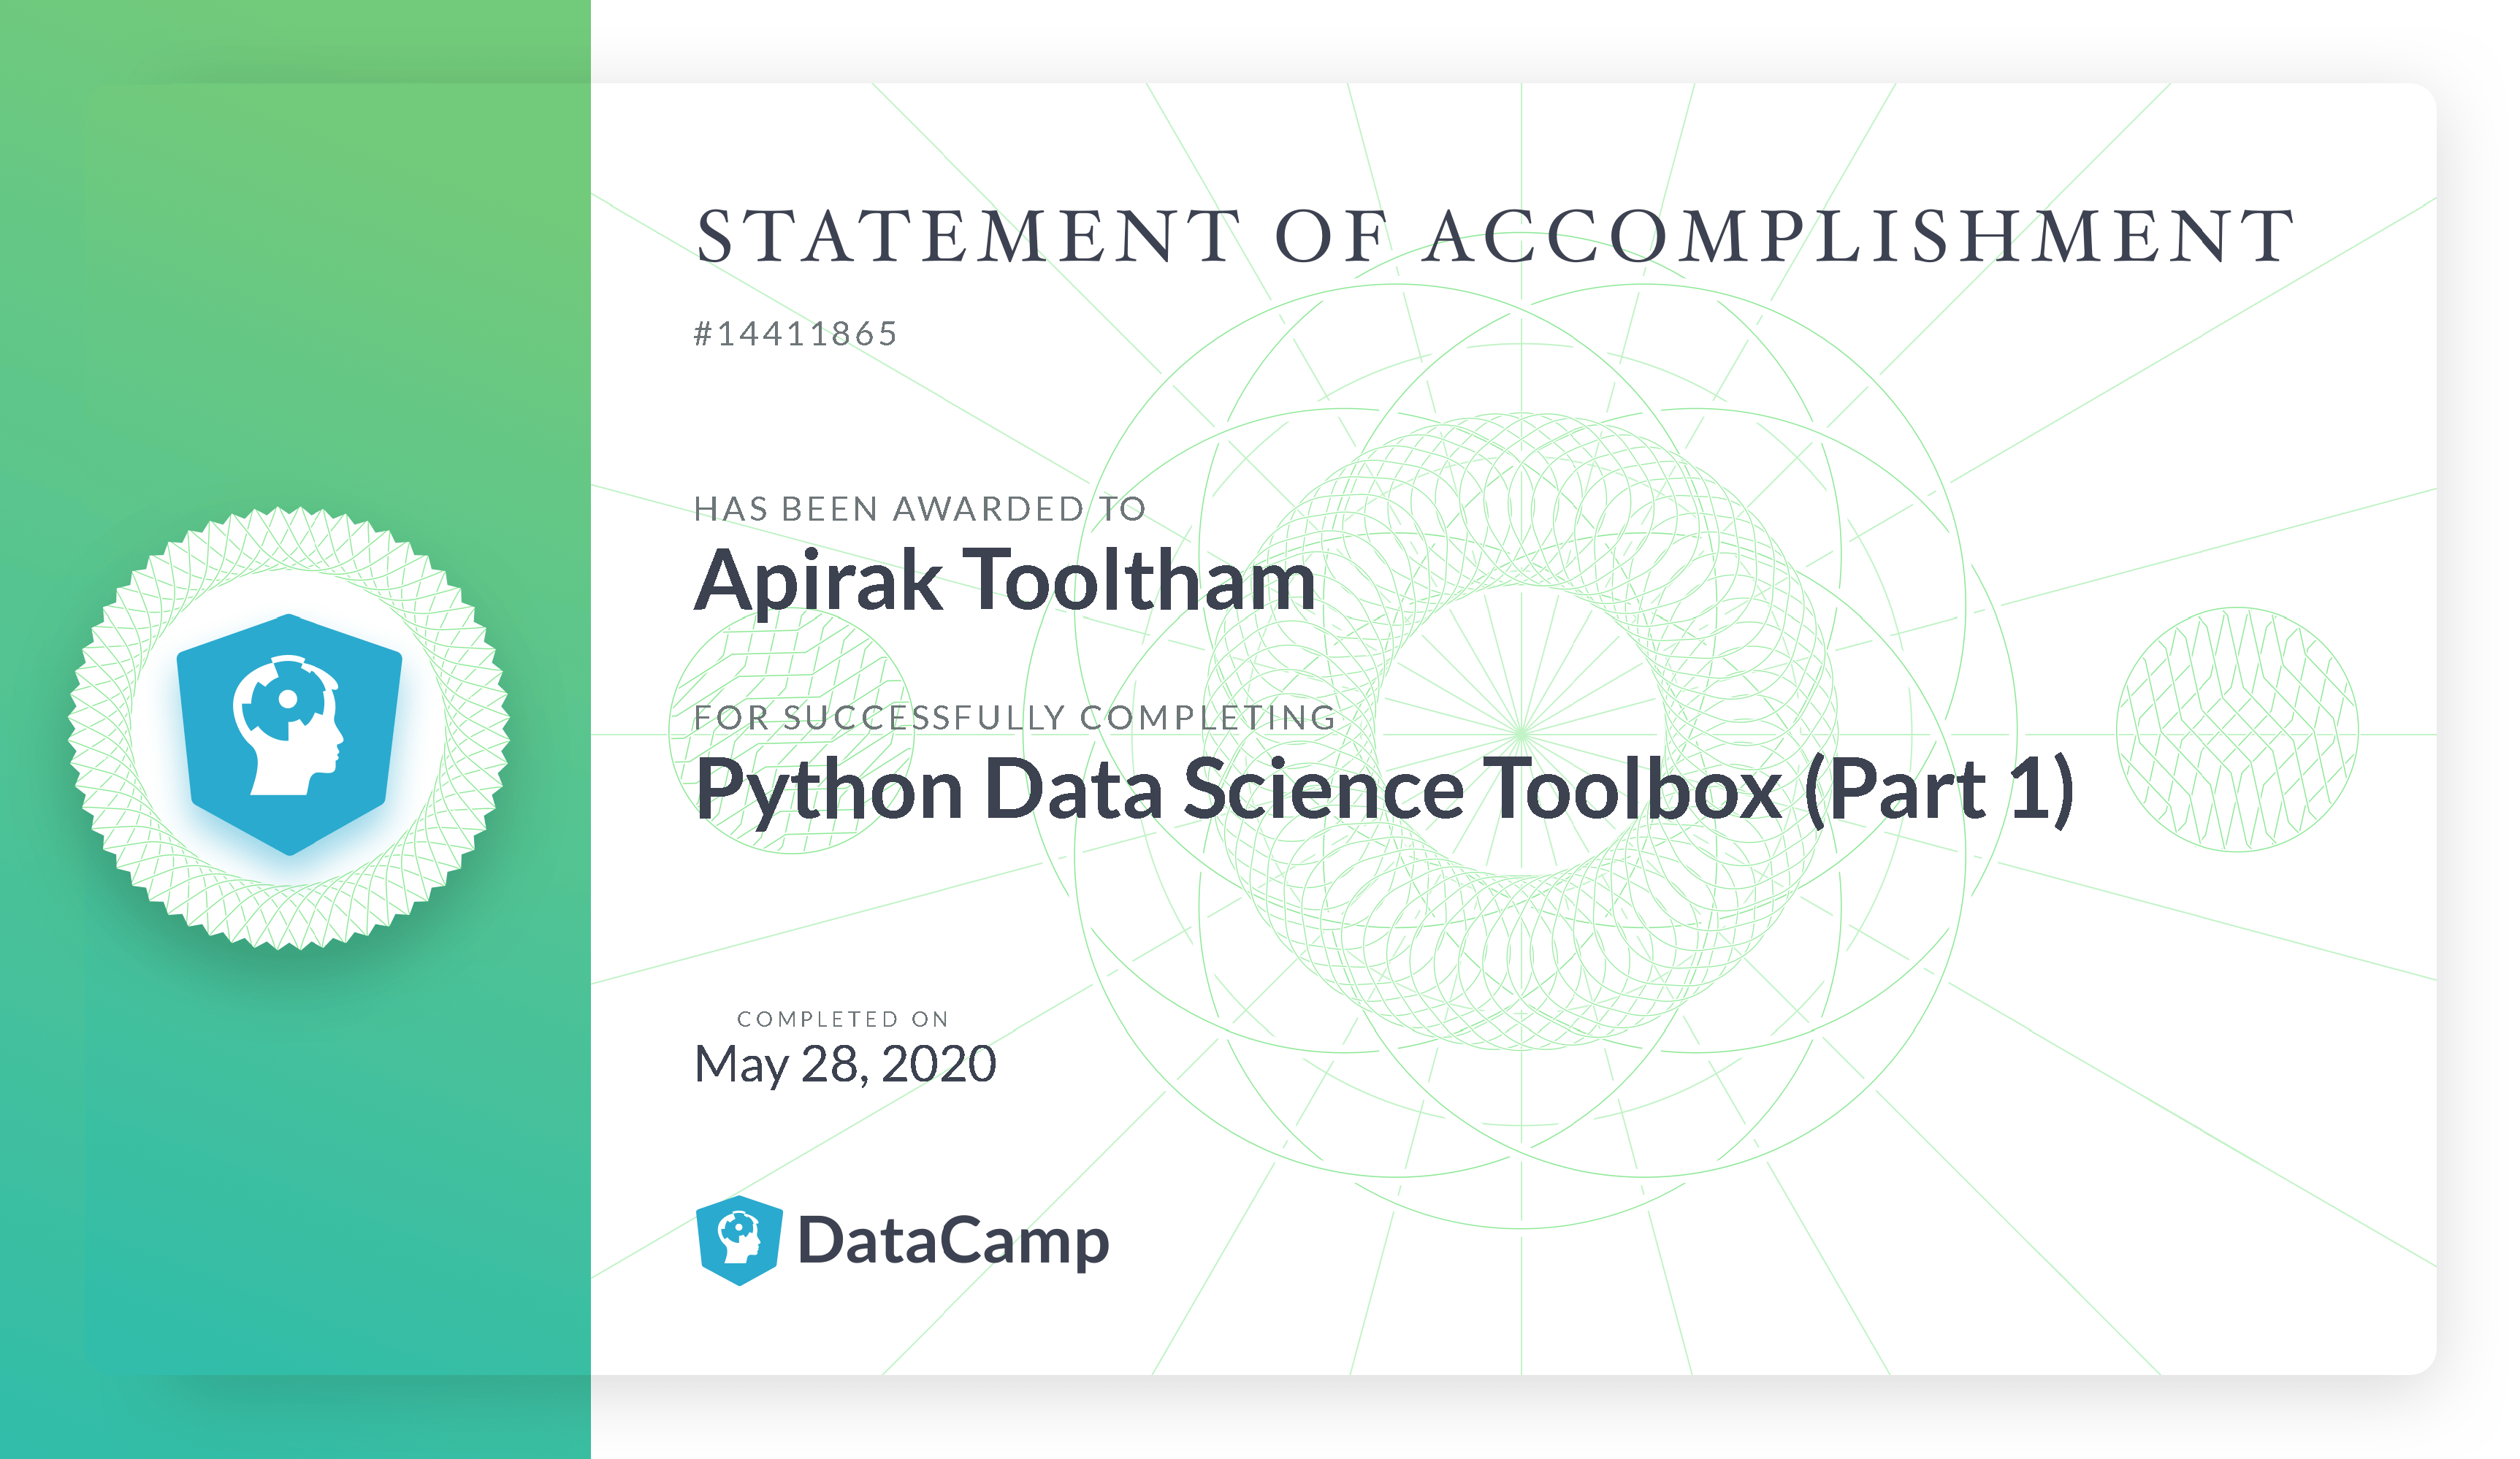 STATEMENT OF ACCOMPLISHMENT
#14411865
HAS BEEN AWARDED TO
Apirak Tooltham
FOR SUCCESSFULLY COMPLETING
Python Data Science Toolbox (Part 1)
COMPLETED ON
May 28, 2020
DataCamp